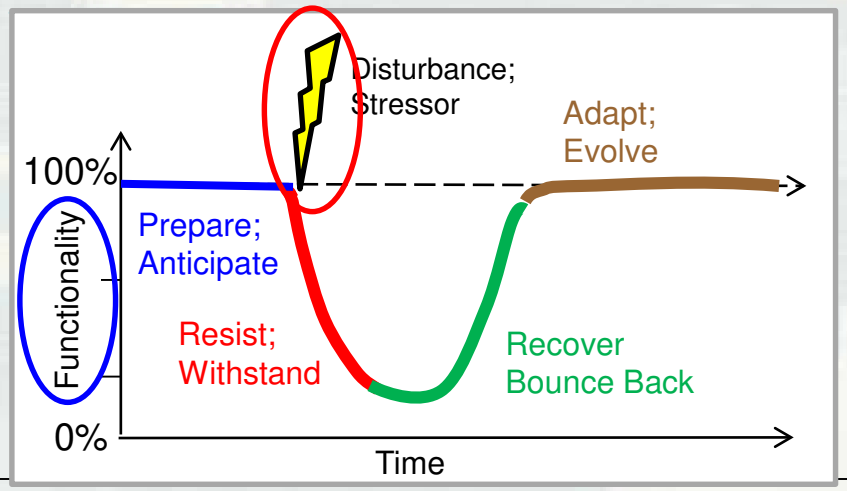 Disturbance;
Stressor
Adapt;
Evolve
100%
Prepare;
Anticipate
Functionality
Resist;
Withstand
Recover
Bounce Back
0%
Time